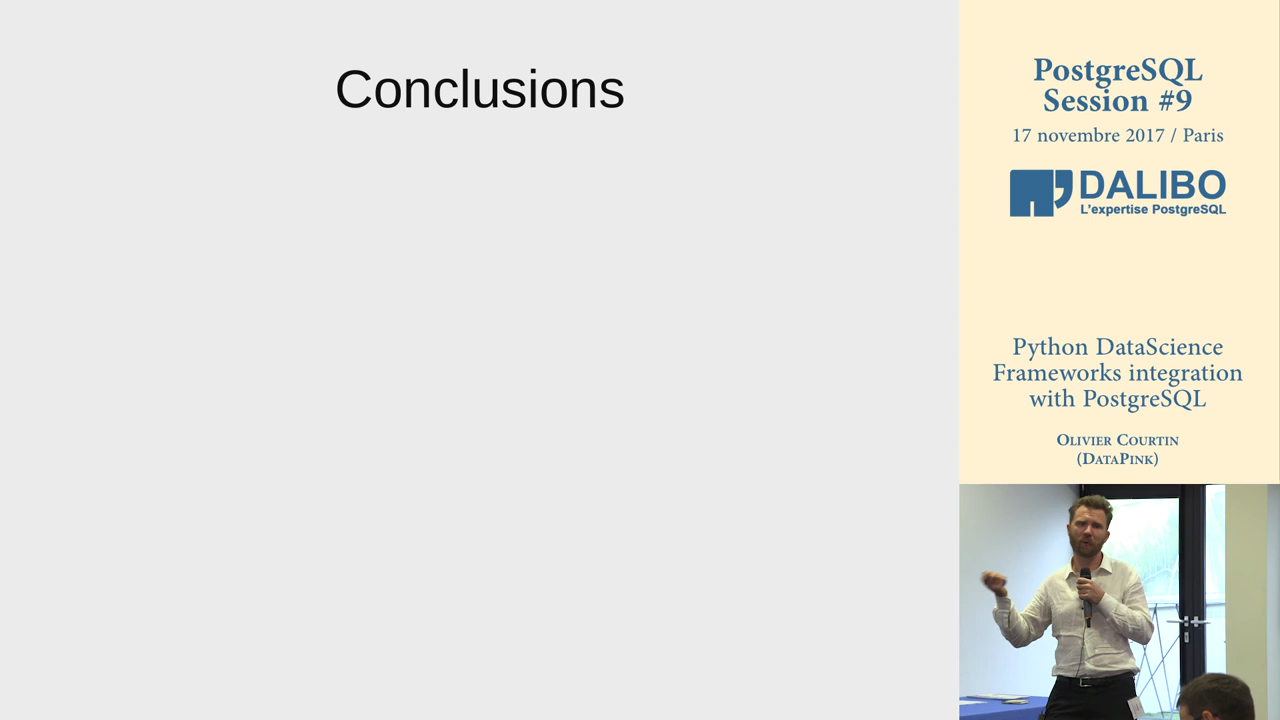 Conclusions
PostgreSQL
Session #9
17 novembre 2017 / Paris
DALIBO
L'expertise PostgreSQL
Python DataScience
Frameworks integration
with PostgreSQL
Olivier Courtin
(DataPink)